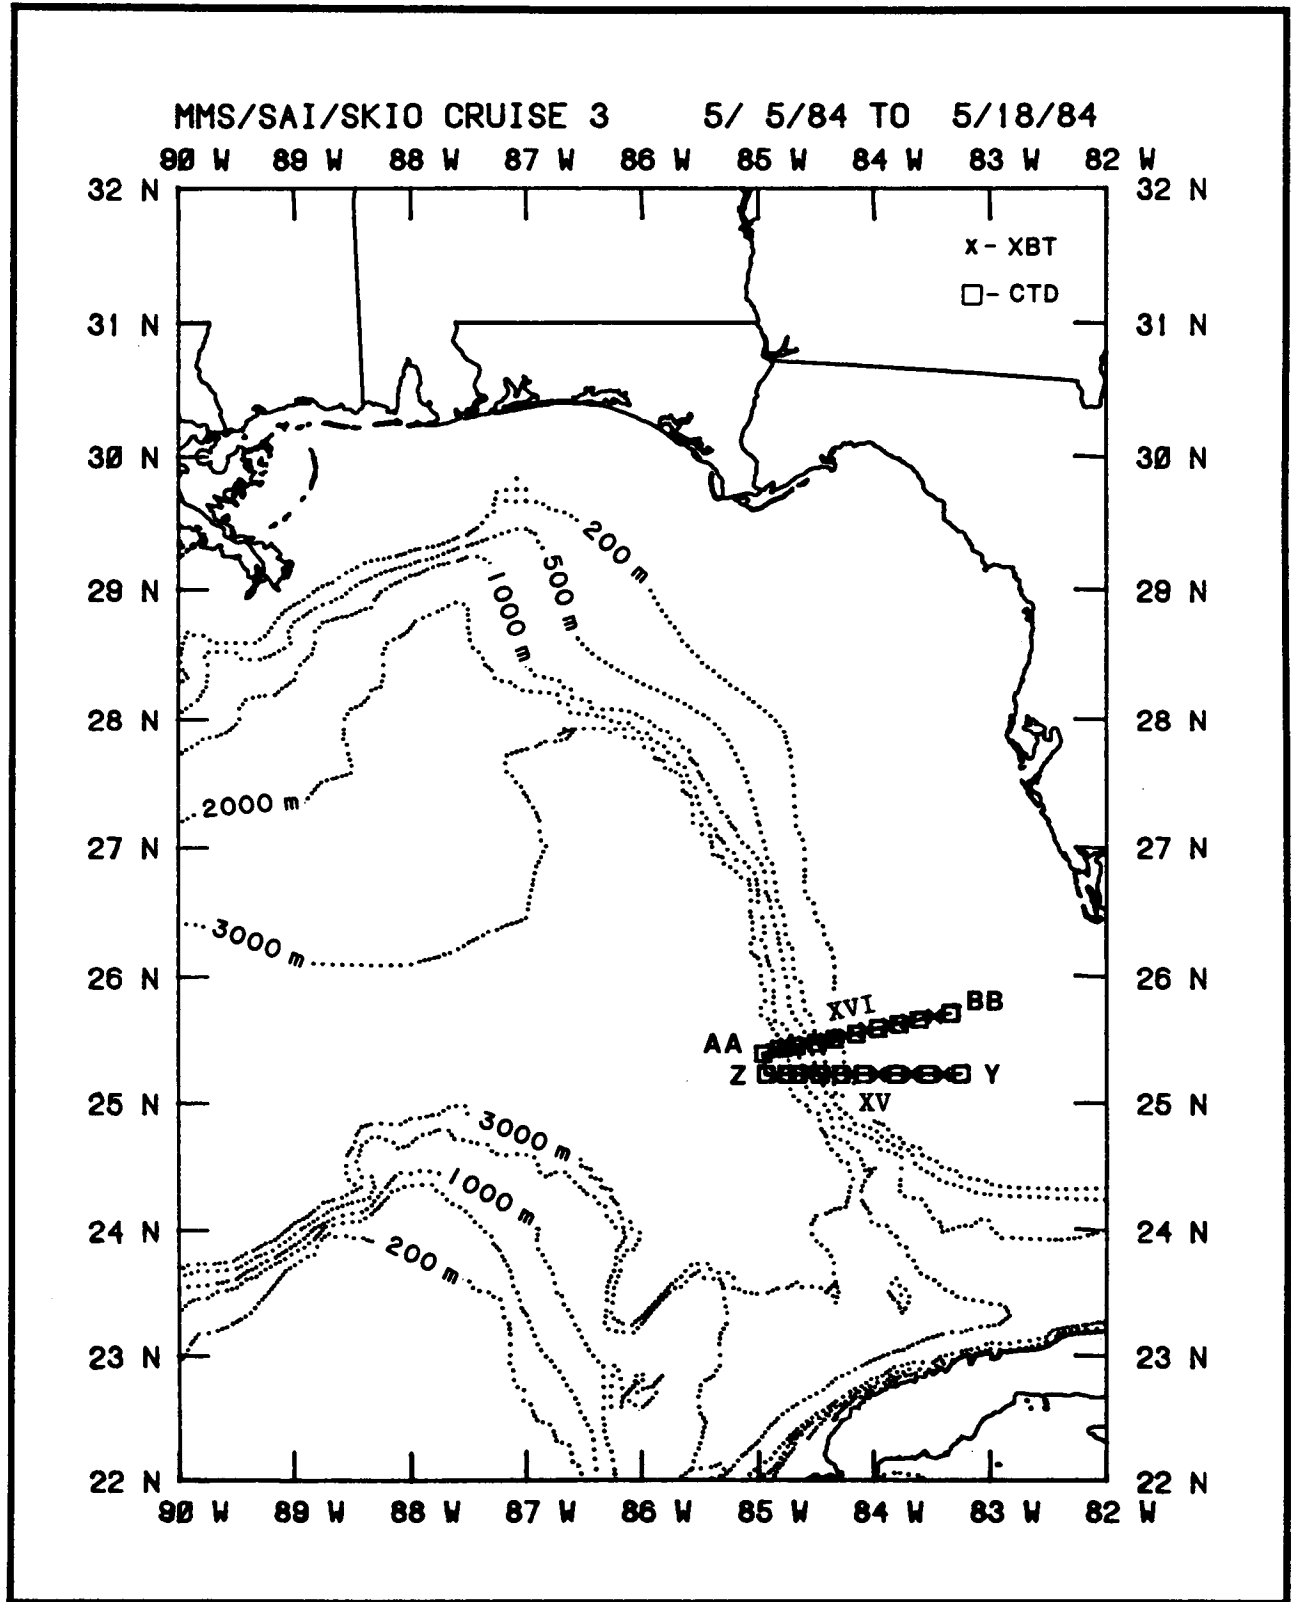 MMS/SAI/SKIO CRUISE 3 5/ 5/84 TO 5/18/84
90 W 89 W 88 W 87 W 86 W 85 W 84 W 83 W 82 W
32 N 32 N
x - XBT
□ - CTD
31 N 31 N
30 N 30 N
200 m
500 m
1000 m
29 N 29 N
28 N 28 N
2000 m
27 N 27 N
3000 m
26 N 26 N
XVI BB
AA
Z Y
XV
25 N 25 N
3000 m
1000 m
24 N 24 N
200 m
23 N 23 N
22 N 22 N
90 W 89 W 88 W 87 W 86 W 85 W 84 W 83 W 82 W